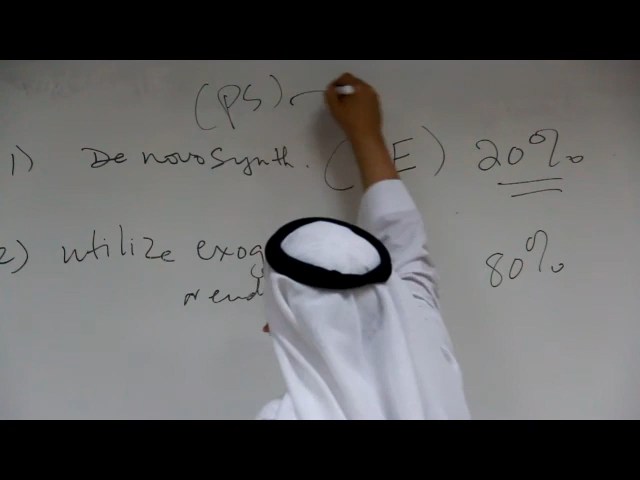 (PS)
1) De novo Synth. ( E) 20%
2) utilize exog 80%